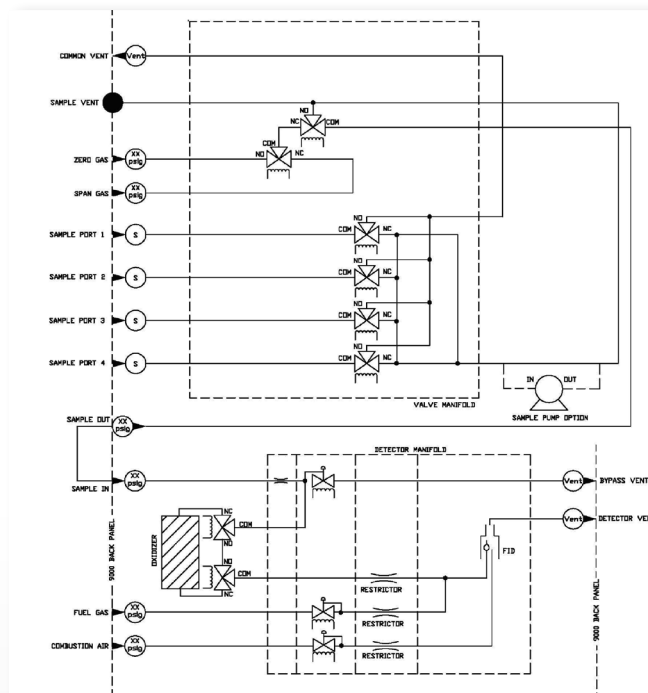 COMMON VENT
Vent
SAMPLE VENT
NO
NC
COM
COM
NO
NC
ZERO GAS
XX
psig
SPAN GAS
XX
psig
SAMPLE PORT 1
S
NO
COM
NC
SAMPLE PORT 2
S
NO
COM
NC
SAMPLE PORT 3
S
NO
COM
NC
SAMPLE PORT 4
S
NO
COM
NC
IN
OUT
VALVE MANIFOLD
SAMPLE PUMP OPTION
SAMPLE OUT
XX
psig
DETECTOR MANIFOLD
SAMPLE IN
XX
psig
Vent
BYPASS VENT
NC
COM
NO
Vent
DETECTOR VEN
OXIDIZER
9000 BACK PANEL
FID
NO
COM
NC
RESTRICTOR
FUEL GAS
XX
psig
RESTRICTOR
COMBUSTION AIR
XX
psig
RESTRICTOR
9000 BACK PANEL